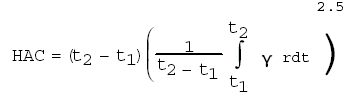 HAC = (t₂ - t₁) ( 1 / t₂ - t₁ ∫ t₁ t₂ γ rdt ) 2.5